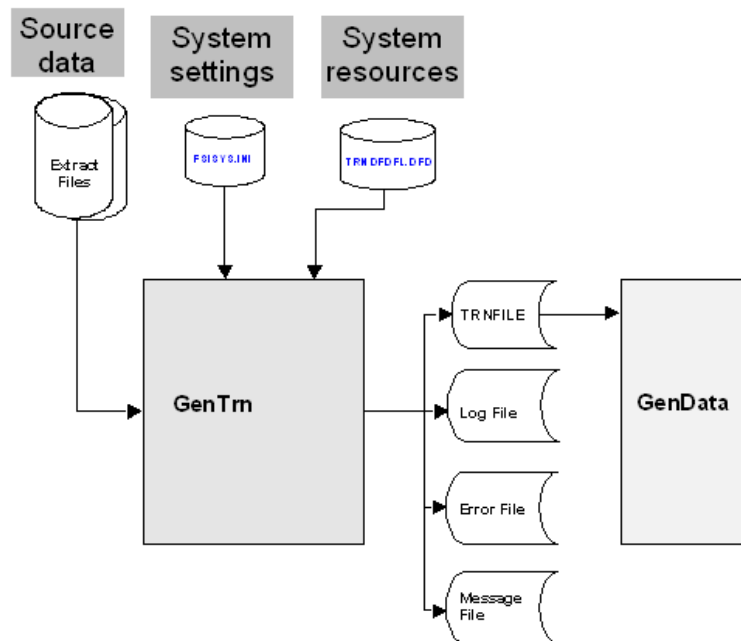 Source
data
System
settings
System
resources
Extract
Files
FSISYS.INI
TRNDFDFL.DFD
TRNFILE
GenTrn
Log File
GenData
Error File
Message
File